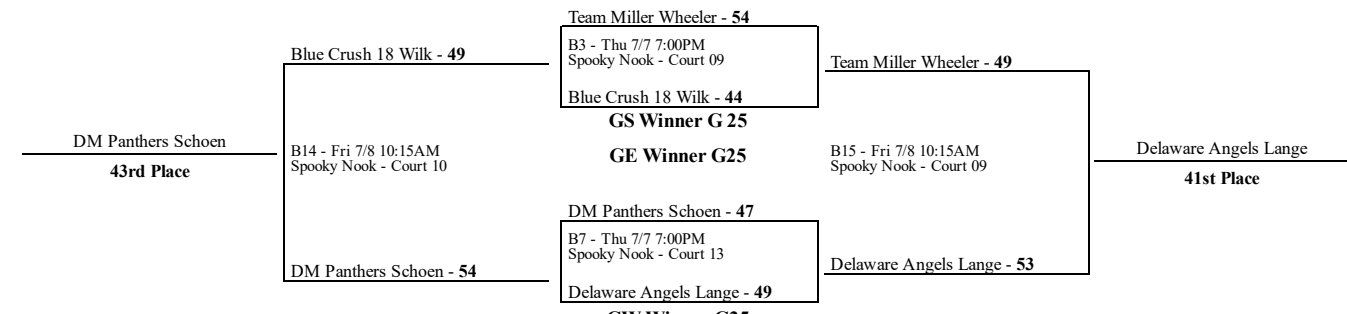 Team Miller Wheeler - 54
B3 - Thu 7/7 7:00PM
Spooky Nook - Court 09
Blue Crush 18 Wilk - 49
Team Miller Wheeler - 49
Blue Crush 18 Wilk - 44
GS Winner G 25
DM Panthers Schoen
43rd Place
B14 - Fri 7/8 10:15AM
Spooky Nook - Court 10
GE Winner G25
B15 - Fri 7/8 10:15AM
Spooky Nook - Court 09
Delaware Angels Lange
41st Place
DM Panthers Schoen - 47
B7 - Thu 7/7 7:00PM
Spooky Nook - Court 13
DM Panthers Schoen - 54
Delaware Angels Lange - 53
Delaware Angels Lange - 49
GW Winner G25